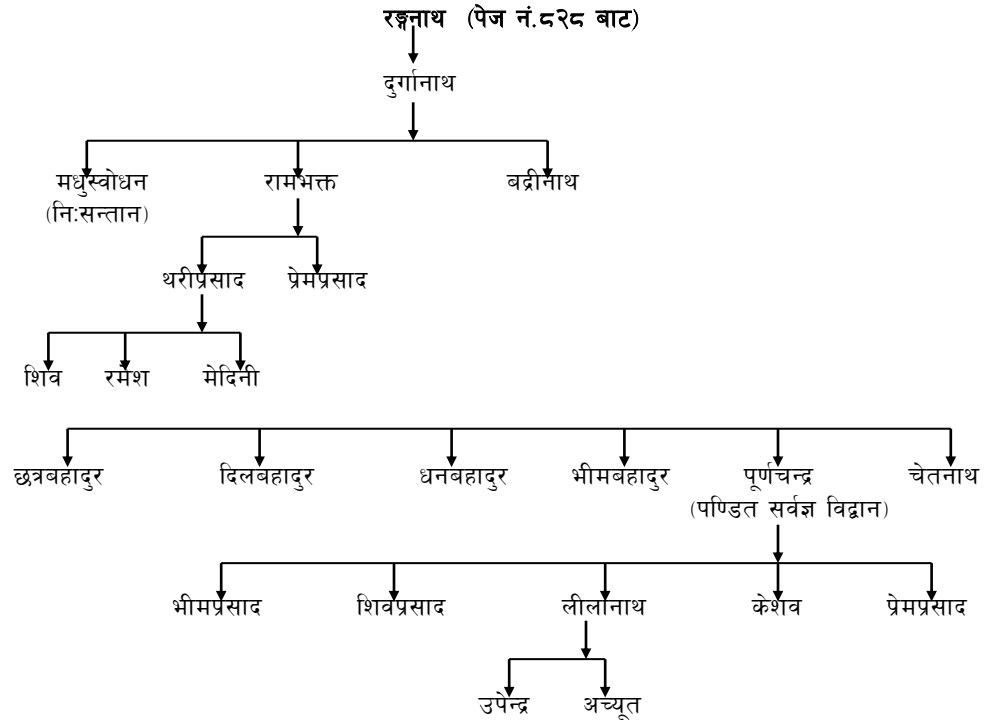 रङ्गनाथ (पेज नं.८२८ बाट)
दुर्गानाथ
मधुस्वोधन रामभक्त बद्रीनाथ
(नि:सन्तान)
थरीप्रसाद प्रेमप्रसाद
शिव रमेश मेदिनी
छत्रबहादुर दिलबहादुर धनबहादुर भीमबहादुर पूर्णचन्द्र चेतनाथ
(पण्डित सर्वज्ञ विद्वान)
भीमप्रसाद शिवप्रसाद लीलानाथ केशव प्रेमप्रसाद
उपेन्द्र अच्यूत